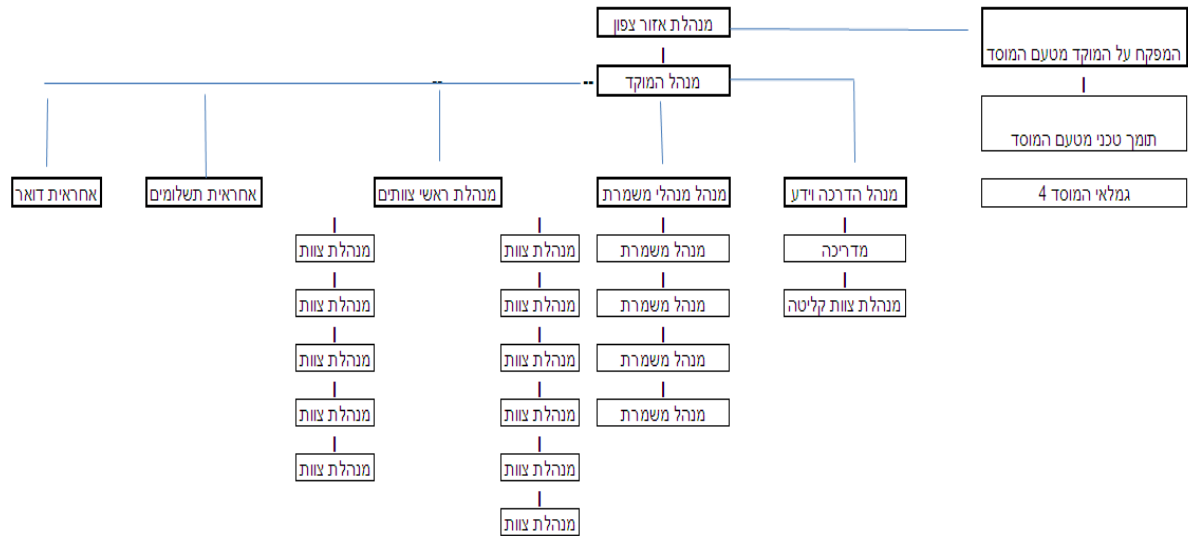 מנהלת אזור צפון
המפקח על המוקד מטעם המוסד
מנהל המוקד
תומך טכני מטעם המוסד
גמלאי המוסד 4
מנהל הדרכה וידע
מנהל מנהלי משמרת
מנהלת ראשי צוותים
אחראית תשלומים
אחראית דואר
מדריכה
מנהל משמרת
מנהלת צוות
מנהלת צוות
מנהלת צוות קליטה
מנהל משמרת
מנהלת צוות
מנהלת צוות
מנהל משמרת
מנהלת צוות
מנהלת צוות
מנהל משמרת
מנהלת צוות
מנהלת צוות
מנהלת צוות
מנהלת צוות
מנהלת צוות